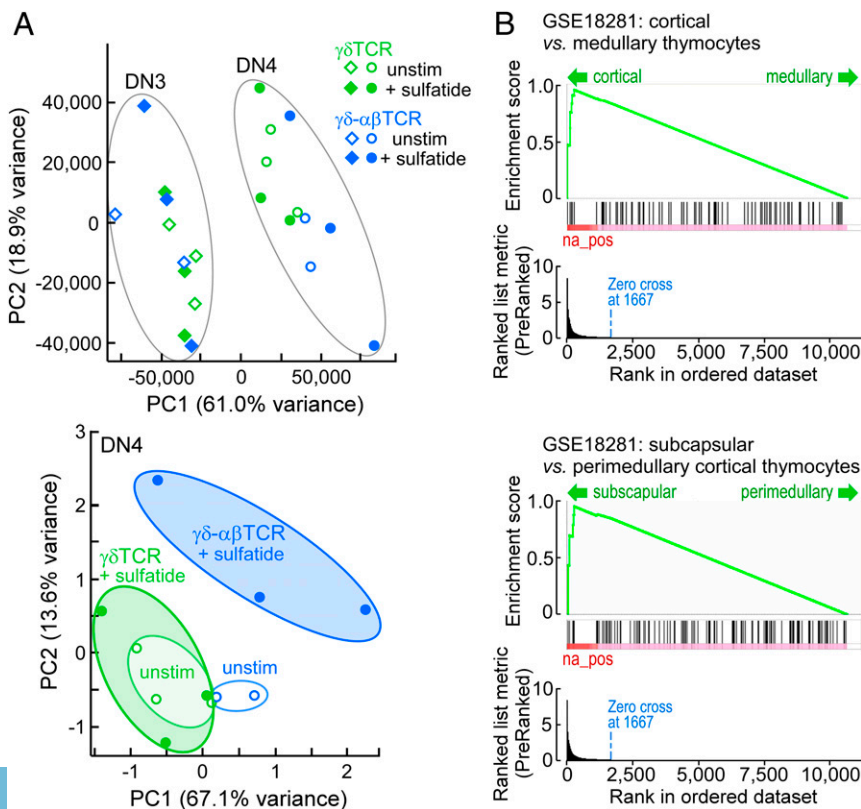 A
γδTCR
unstim
+ sulfatide
γδ-αβTCR
unstim
+ sulfatide
DN3
DN4
40,000
20,000
0
-20,000
-40,000
PC2 (18.9% variance)
-50,000
0
50,000
PC1 (61.0% variance)
DN4
3
2
1
0
-1
PC2 (13.6% variance)
γδ-αβTCR
+ sulfatide
γδTCR
+ sulfatide
unstim
unstim
-1
0
1
2
PC1 (67.1% variance)
B
GSE18281: cortical
vs. medullary thymocytes
cortical
medullary
Enrichment score
1.0
0.5
0
na_pos
Ranked list metric
(PreRanked)
10
5
0
Zero cross
at 1667
0
2,500
5,000
7,500
10,000
Rank in ordered dataset
GSE18281: subcapsular
vs. perimedullary cortical thymocytes
subscapular
perimedullary
Enrichment score
1.0
0.5
0
na_pos
Ranked list metric
(PreRanked)
10
5
0
Zero cross
at 1667
0
2,500
5,000
7,500
10,000
Rank in ordered dataset